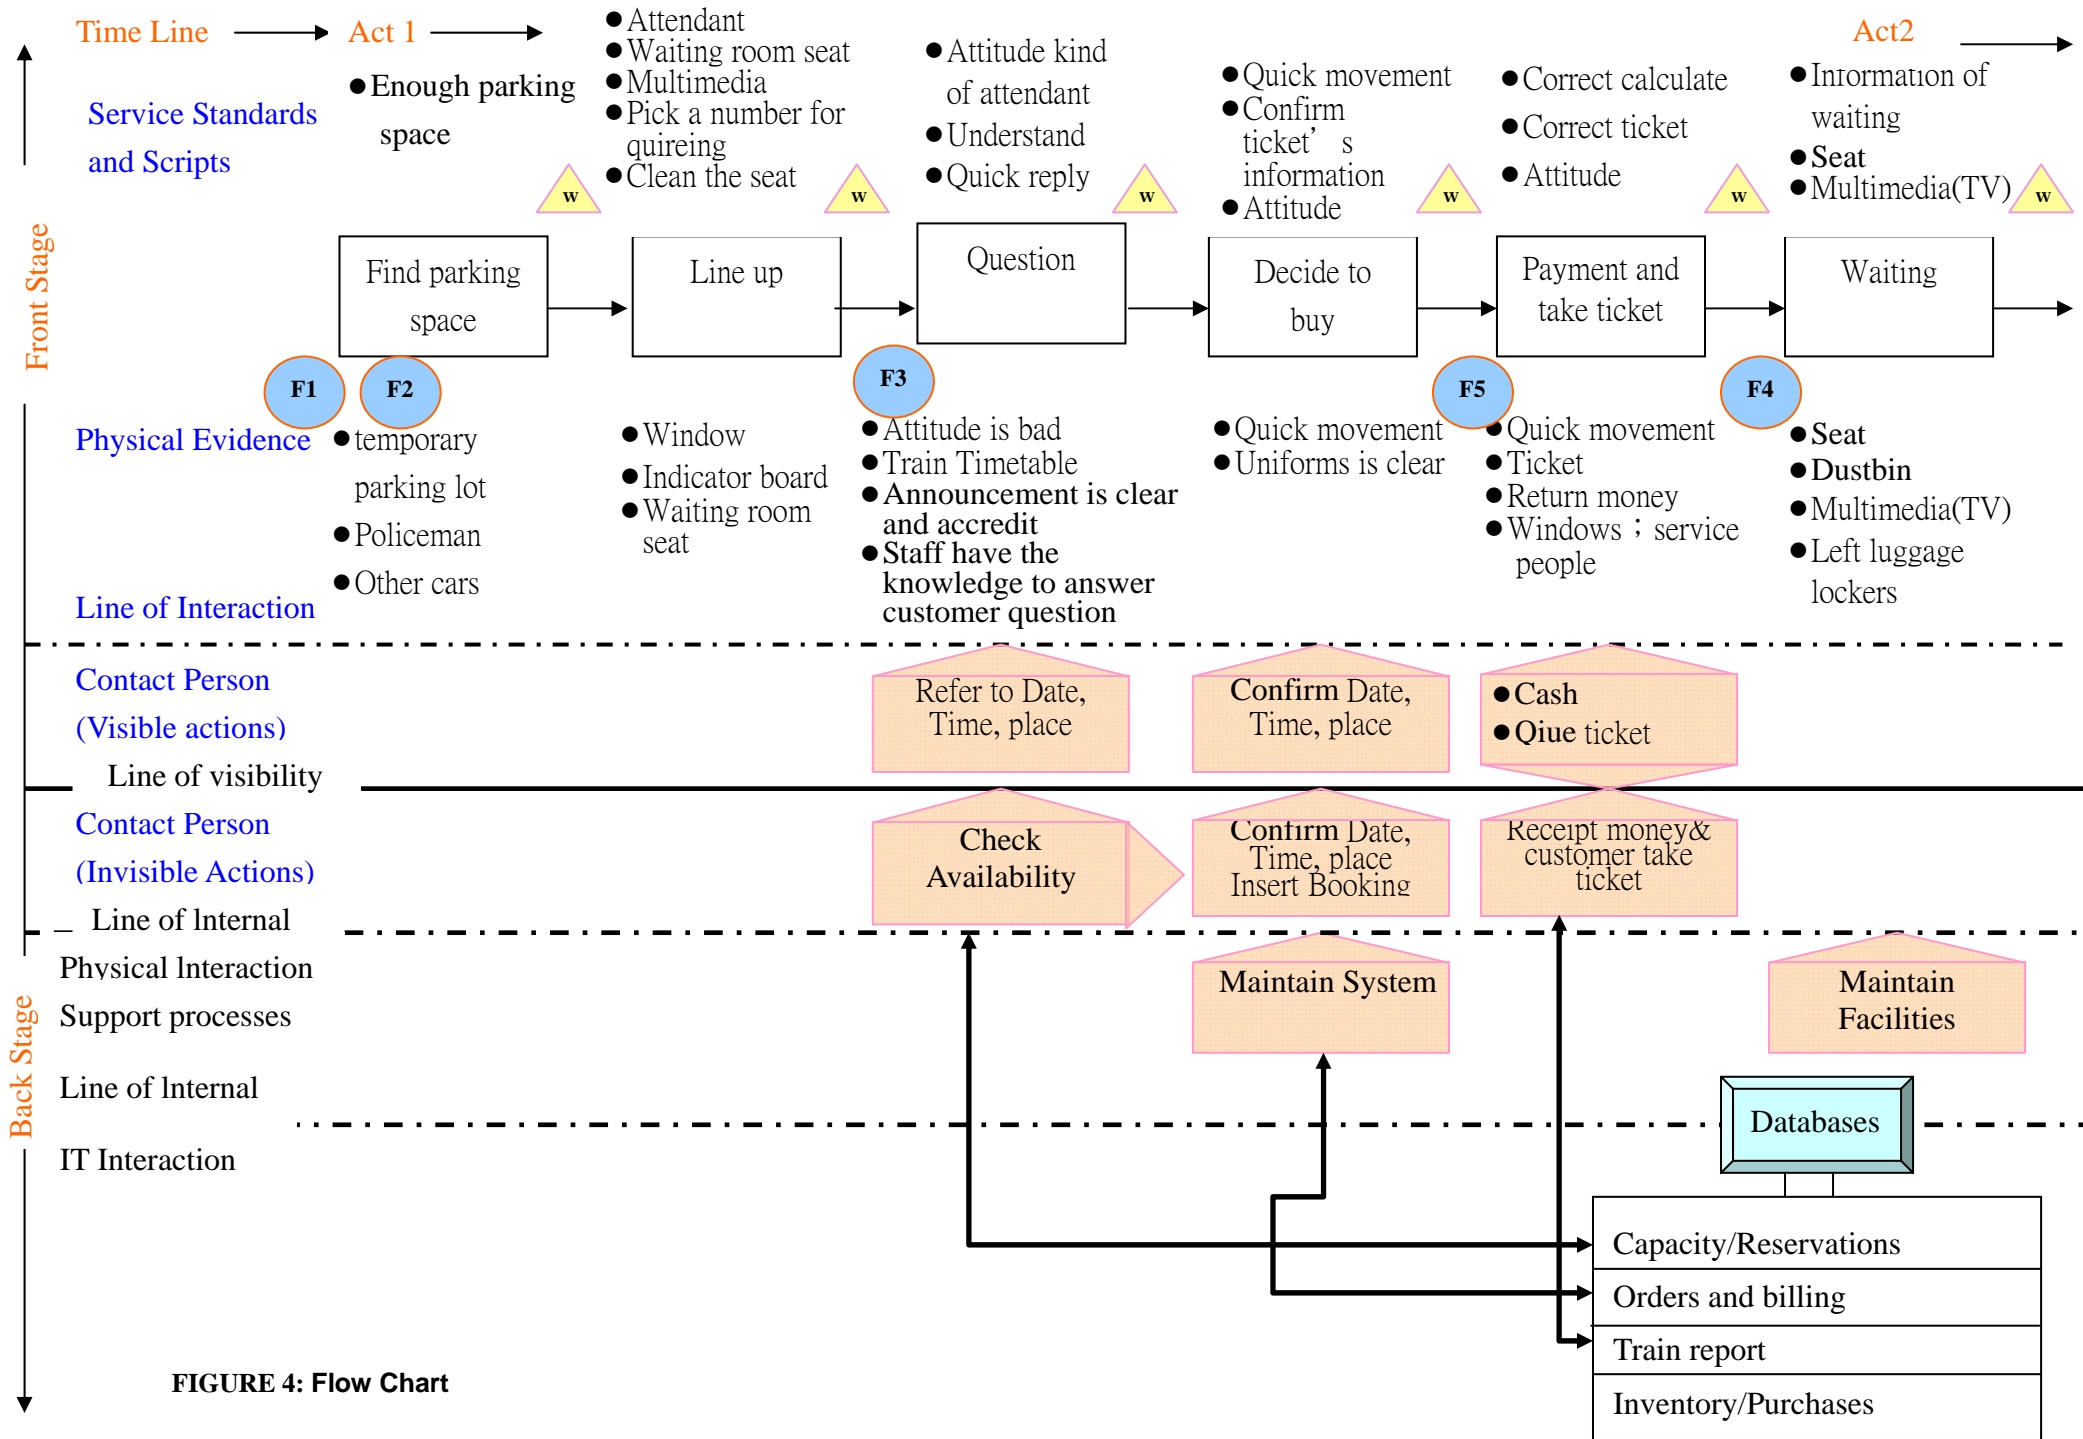 Time Line
Act 1
Act2
Front Stage
Back Stage
Service Standards
and Scripts
● Enough parking
space
● Attendant
● Waiting room seat
● Multimedia
● Pick a number for
quireing
● Clean the seat
● Attitude kind
of attendant
● Understand
● Quick reply
● Quick movement
● Confirm
ticket’ s
information
● Attitude
● Correct calculate
● Correct ticket
● Attitude
● Information of
waiting
● Seat
● Multimedia(TV)
W
W
W
W
W
W
Find parking
space
Line up
Question
Decide to
buy
Payment and
take ticket
Waiting
F1
F2
F3
F5
F4
Physical Evidence
● temporary
parking lot
● Policeman
● Other cars
● Window
● Indicator board
● Waiting room
seat
● Attitude is bad
● Train Timetable
● Announcement is clear
and accredit
● Staff have the
knowledge to answer
customer question
● Quick movement
● Uniforms is clear
● Quick movement
● Ticket
● Return money
● Windows；service
people
● Seat
● Dustbin
● Multimedia(TV)
● Left luggage
lockers
Line of Interaction
Contact Person
(Visible actions)
Refer to Date,
Time, place
Confirm Date,
Time, place
● Cash
● Qiue ticket
Line of visibility
Contact Person
(Invisible Actions)
Check
Availability
Confirm Date,
Time, place
Insert Booking
Receipt money&
customer take
ticket
Line of Internal
Physical Interaction
Support processes
Maintain System
Maintain
Facilities
Line of Internal
IT Interaction
Databases
Capacity/Reservations
Orders and billing
Train report
Inventory/Purchases
FIGURE 4: Flow Chart